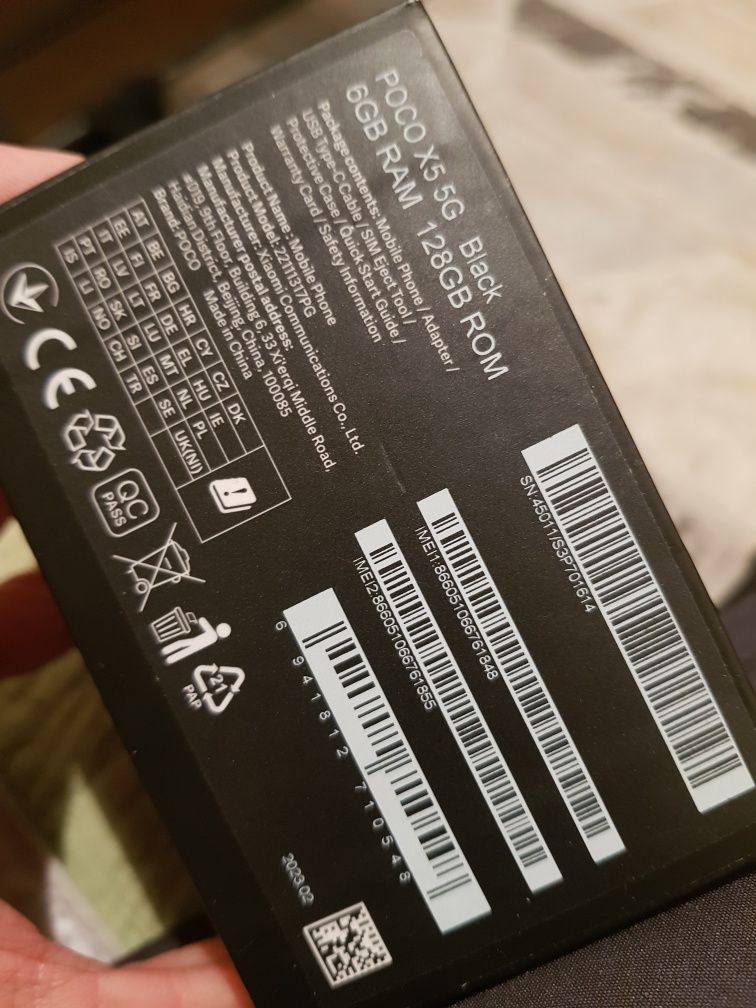 POCO X5 5G Black
6GB RAM 128GB ROM
Package contents: Mobile Phone / Adapter /
USB Type-C Cable / SIM Eject Tool /
Protective Case / Quick Start Guide /
Warranty Card / Safety Information
Product Name: Mobile Phone
Product Model: 22111317PG
Manufacturer: Xiaomi Communications Co., Ltd.
Manufacturer postal address:
#019, 9th Floor, Building 6, 33 Xi'erqi Middle Road,
Haidian District, Beijing, China, 100085
Brand: POCO Made in China
AT BE BG HR CY CZ DK
EE FI FR DE EL HU IE
IT LV LT LU MT NL PL
PT RO SK SI ES SE UK(NI)
IS LI NO CH TR
CE
QC
PASS
21
PAP
SN:45011/S3P701614
IMEI1:866051066761848
IMEI2:866051066761855
6 941812 710548
2023.02